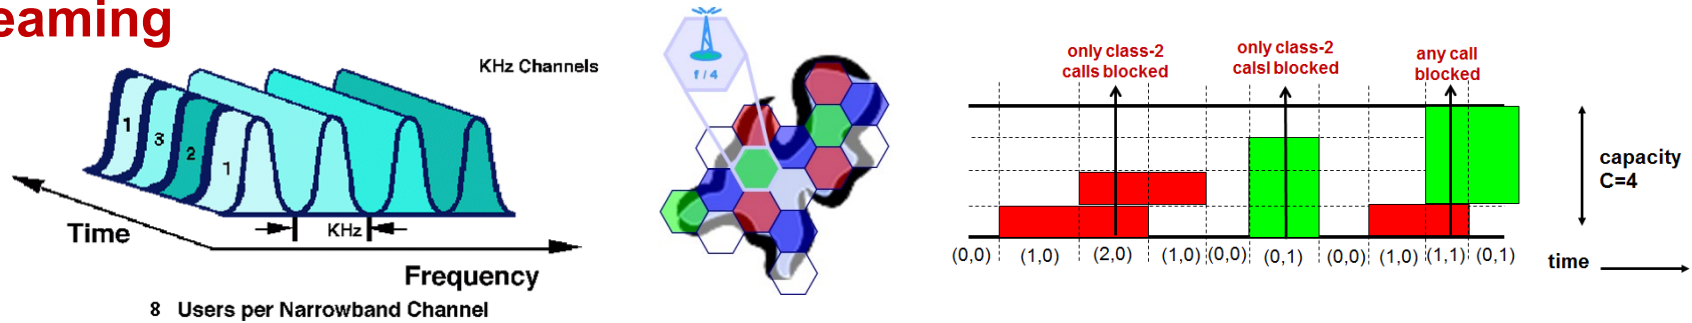 eaming
KHz Channels
1
3
2
1
Time
KHz
Frequency
8 Users per Narrowband Channel
f / 4
only class-2
calls blocked
only class-2
calsl blocked
any call
blocked
capacity
C=4
(0,0) (1,0) (2,0) (1,0) (0,0) (0,1) (0,0) (1,0) (1,1) (0,1)
time